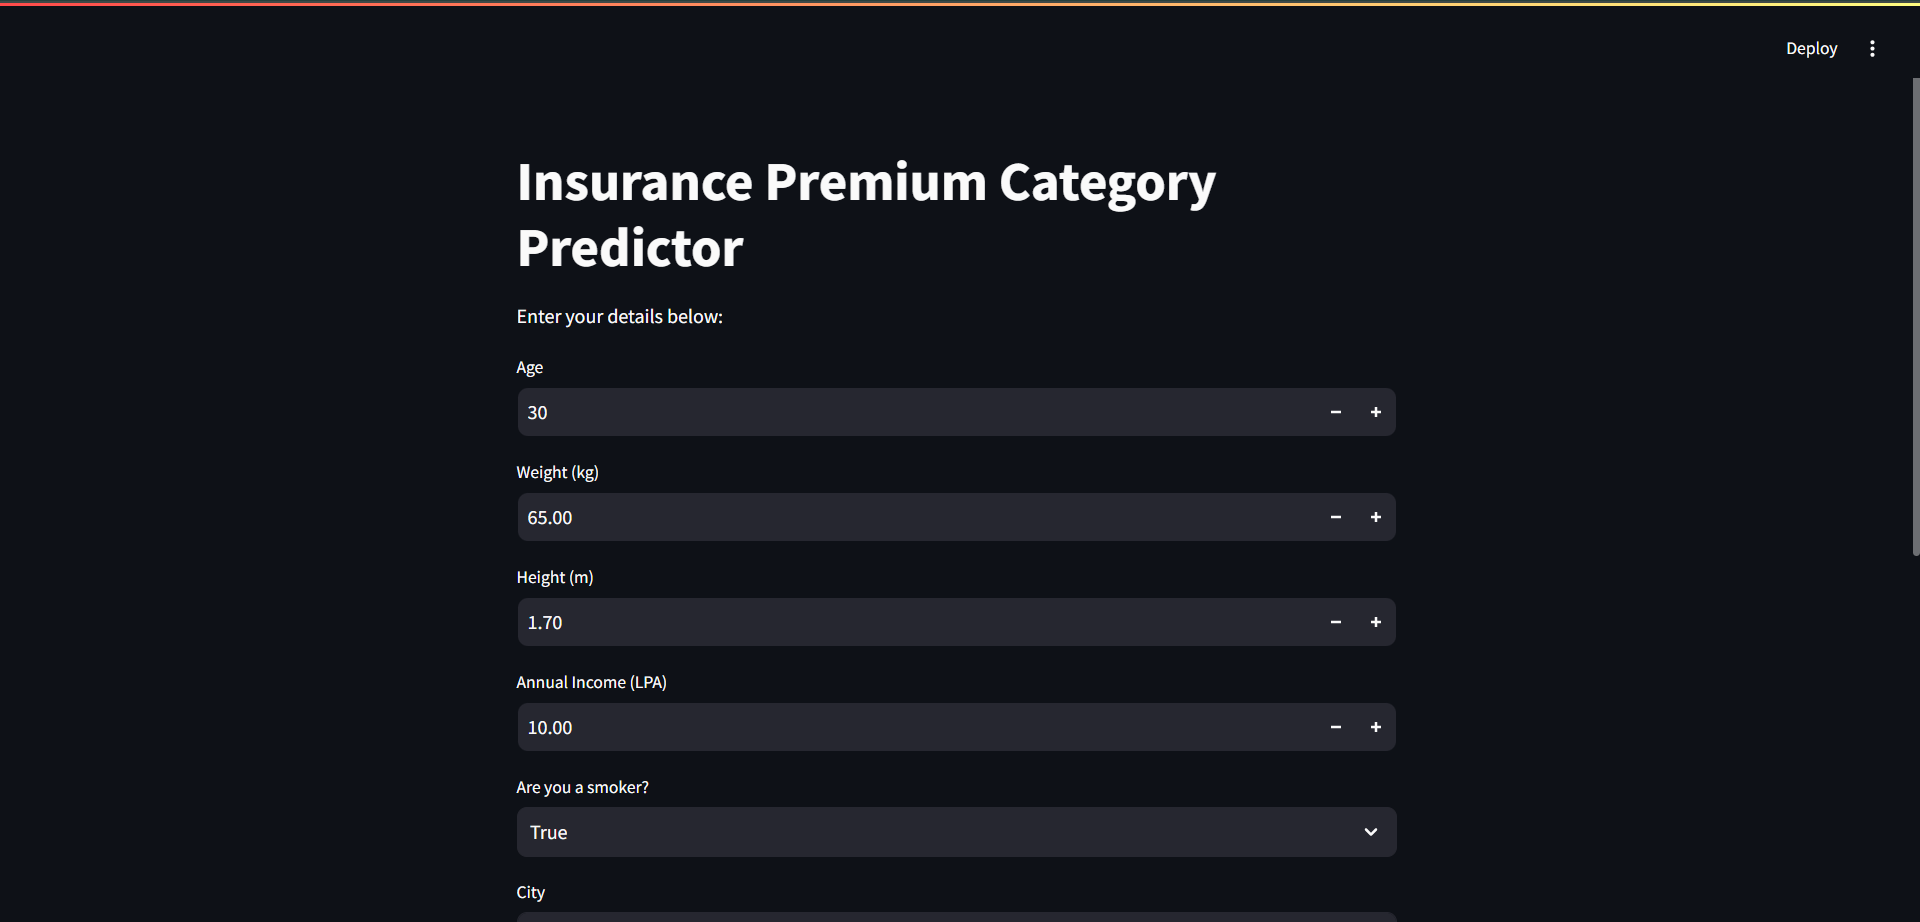 Deploy
Insurance Premium Category
Predictor
Enter your details below:
Age
30
Weight (kg)
65.00
Height (m)
1.70
Annual Income (LPA)
10.00
Are you a smoker?
True
City